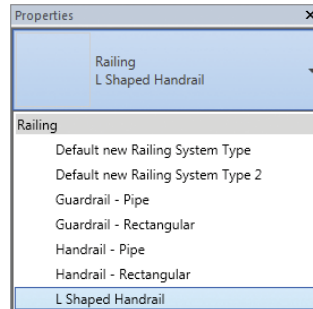 Properties
Railing
L Shaped Handrail
Railing
Default new Railing System Type
Default new Railing System Type 2
Guardrail - Pipe
Guardrail - Rectangular
Handrail - Pipe
Handrail - Rectangular
L Shaped Handrail